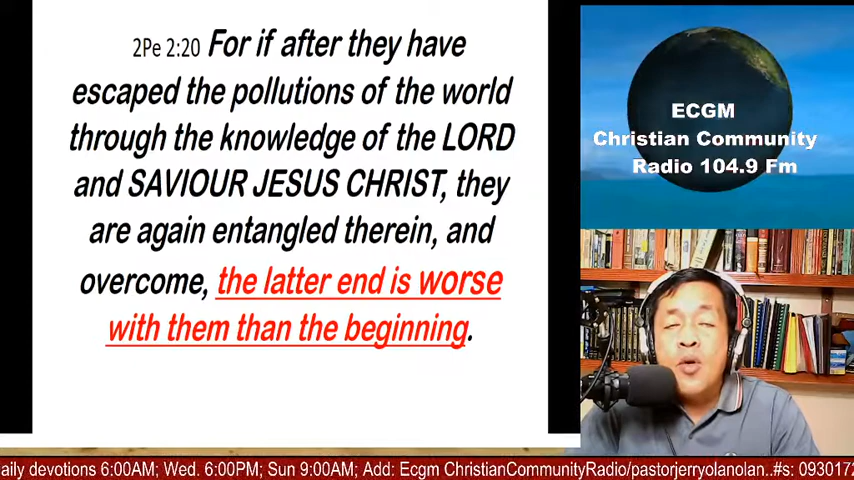 2Pe 2:20 For if after they have
escaped the pollutions of the world
through the knowledge of the LORD
and SAVIOUR JESUS CHRIST, they
are again entangled therein, and
overcome, the latter end is worse
with them than the beginning.
ECGM
Christian Community
Radio 104.9 Fm
aily devotions 6:00AM; Wed. 6:00PM; Sun 9:00AM; Add: Ecgm ChristianCommunityRadio/pastorjerryolanolan..#s: 0930172